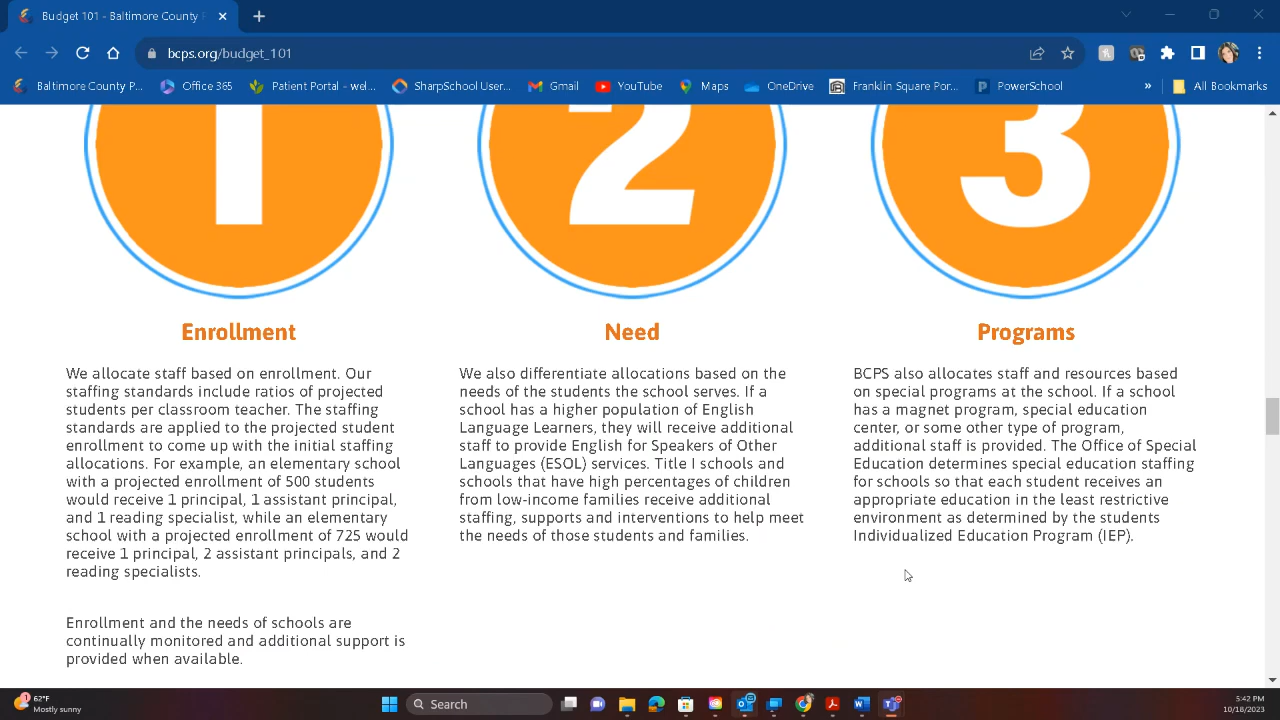 Budget 101 - Baltimore County
bcps.org/budget_101
Baltimore County P...
Office 365
Patient Portal - wel...
SharpSchool User...
Gmail
YouTube
Maps
OneDrive
Franklin Square Por...
PowerSchool
»
All Bookmarks
1
2
3
Enrollment
We allocate staff based on enrollment. Our
staffing standards include ratios of projected
students per classroom teacher. The staffing
standards are applied to the projected student
enrollment to come up with the initial staffing
allocations. For example, an elementary school
with a projected enrollment of 500 students
would receive 1 principal, 1 assistant principal,
and 1 reading specialist, while an elementary
school with a projected enrollment of 725 would
receive 1 principal, 2 assistant principals, and 2
reading specialists.
Enrollment and the needs of schools are
continually monitored and additional support is
provided when available.
Need
We also differentiate allocations based on the
needs of the students the school serves. If a
school has a higher population of English
Language Learners, they will receive additional
staff to provide English for Speakers of Other
Languages (ESOL) services. Title I schools and
schools that have high percentages of children
from low-income families receive additional
staffing, supports and interventions to help meet
the needs of those students and families.
Programs
BCPS also allocates staff and resources based
on special programs at the school. If a school
has a magnet program, special education
center, or some other type of program,
additional staff is provided. The Office of Special
Education determines special education staffing
for schools so that each student receives an
appropriate education in the least restrictive
environment as determined by the students
Individualized Education Program (IEP).
1
62°F
Mostly sunny
Search
5:42 PM
10/18/2023